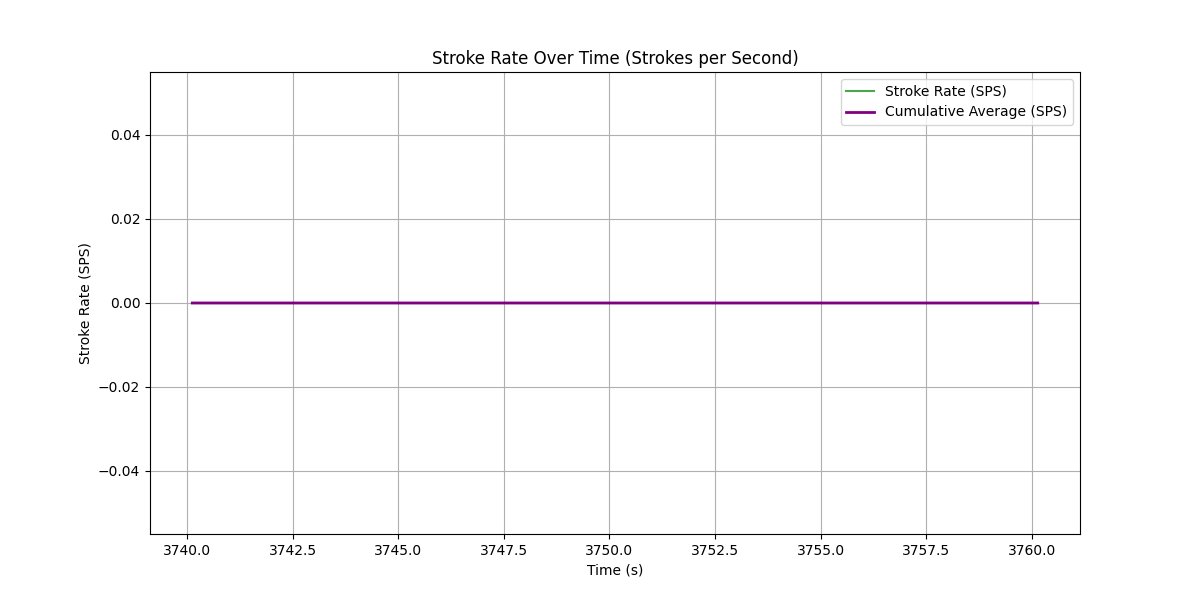 Stroke Rate Over Time (Strokes per Second)
Stroke Rate (SPS)
Cumulative Average (SPS)
Stroke Rate (SPS)
0.04
0.02
0.00
−0.02
−0.04
3740.0 3742.5 3745.0 3747.5 3750.0 3752.5 3755.0 3757.5 3760.0
Time (s)